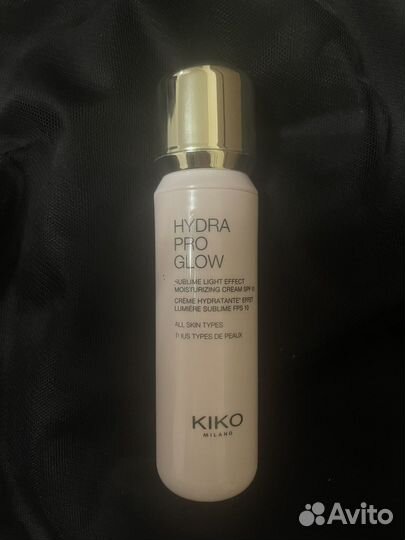 HYDRA
PRO
GLOW
SUBLIME LIGHT EFFECT
MOISTURIZING CREAM SPF 10
CRÈME HYDRATANTE* EFFET
LUMIÈRE SUBLIME FPS 10
ALL SKIN TYPES
TOUS TYPES DE PEAUX
KIKO
MILANO
Avito